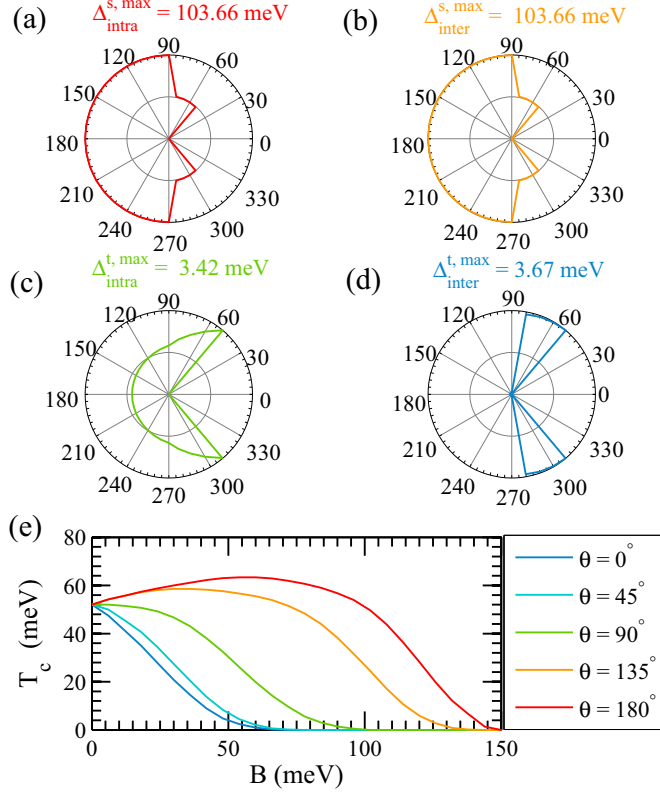 (a) Δ^{s, max}_{intra} = 103.66 meV
90
120 60
150 30
180 0
210 330
240 300
270
(b) Δ^{s, max}_{inter} = 103.66 meV
90
120 60
150 30
180 0
210 330
240 300
270
(c) Δ^{t, max}_{intra} = 3.42 meV
90
120 60
150 30
180 0
210 330
240 300
270
(d) Δ^{t, max}_{inter} = 3.67 meV
90
120 60
150 30
180 0
210 330
240 300
270
(e)
T_c (meV)
80
60
40
20
0
0 50 100 150
B (meV)
θ = 0°
θ = 45°
θ = 90°
θ = 135°
θ = 180°